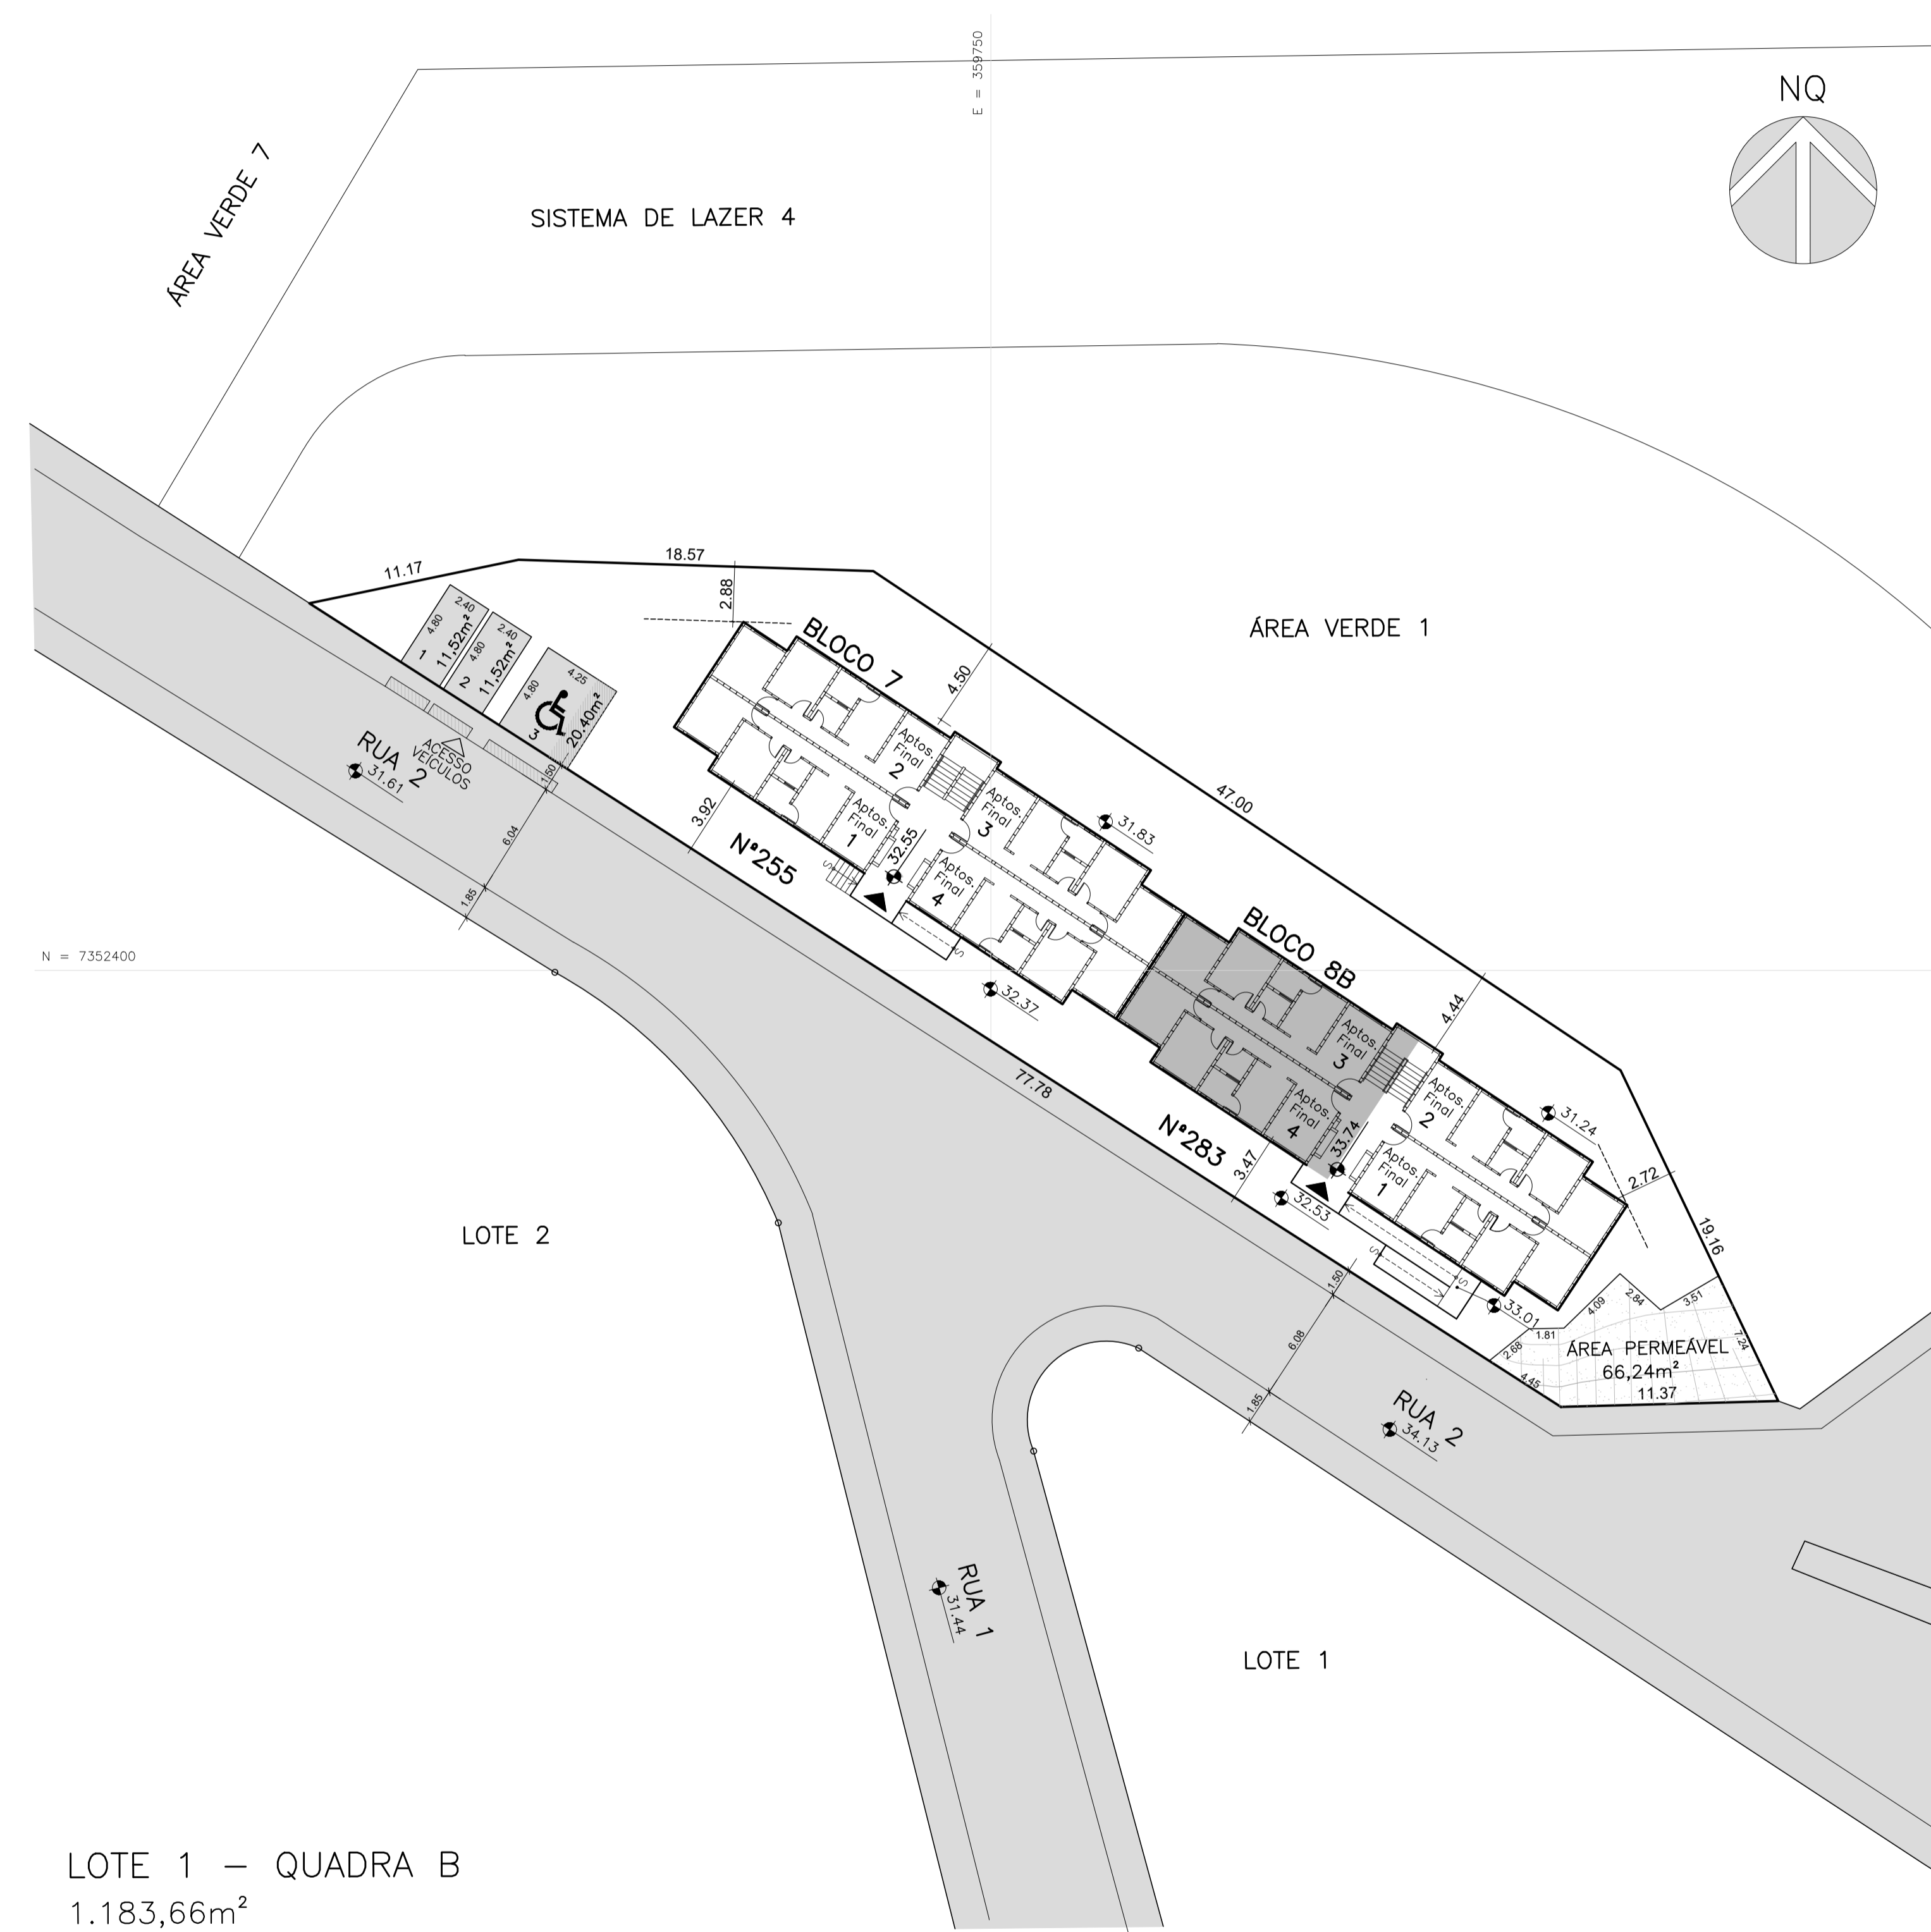 E = 359750
NQ
ÁREA VERDE 7
SISTEMA DE LAZER 4
11.17
18.57
2.88
ÁREA VERDE 1
2.40
4.80
1
11,52m²
2.40
4.80
2
11,52m²
4.25
4.80
3
20.40m²
BLOCO 7
4.50
47.00
RUA 2
31.61
ACESSO
VEÍCULOS
1.50
6.04
1.85
3.92
Nº255
Aptos.
Final
2
Aptos.
Final
1
Aptos.
Final
3
Aptos.
Final
4
32.55
S
S
31.83
32.37
N = 7352400
BLOCO 8B
4.44
Aptos.
Final
3
Aptos.
Final
4
Aptos.
Final
2
Aptos.
Final
1
33.74
77.78
Nº283
3.47
32.53
31.24
2.72
19.16
S
S
33.01
1.50
6.08
1.85
4.09
2.84
3.51
1.81
2.68
7.24
4.45
ÁREA PERMEÁVEL
66,24m²
11.37
LOTE 2
RUA 2
34.13
RUA 1
31.44
LOTE 1
LOTE 1 - QUADRA B
1.183,66m²